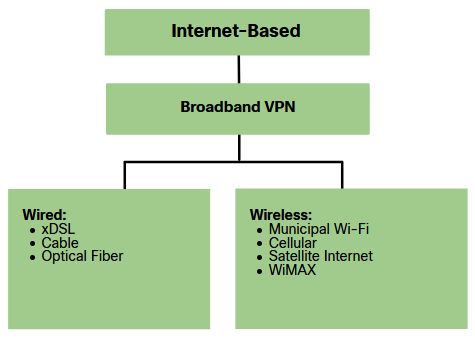 Internet-Based
Broadband VPN
Wired:
• xDSL
• Cable
• Optical Fiber
Wireless:
• Municipal Wi-Fi
• Cellular
• Satellite Internet
• WiMAX